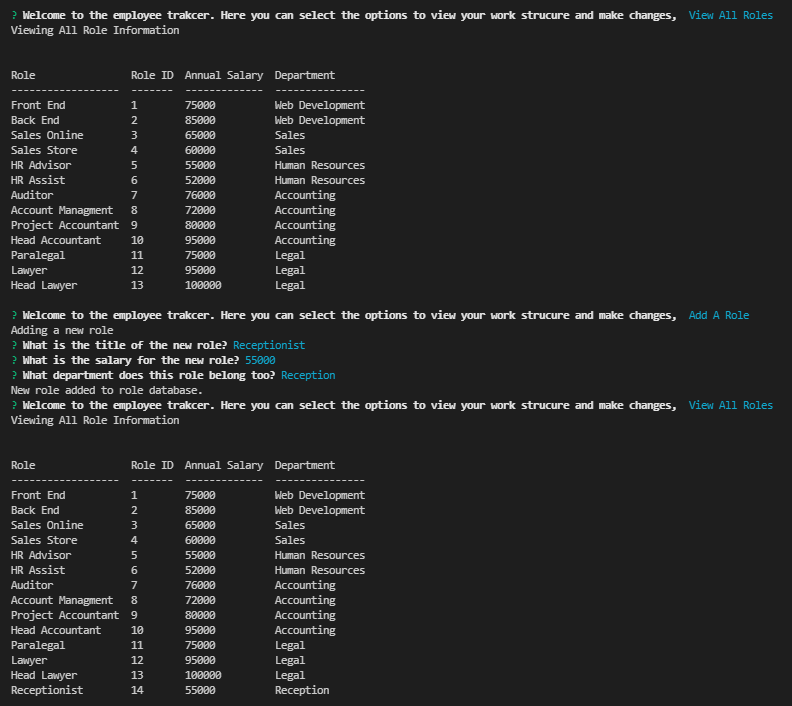 ? Welcome to the employee trakcer. Here you can select the options to view your work strucure and make changes,  View All Roles
Viewing All Role Information
Role                Role ID  Annual Salary  Department
------------------  -------  -------------  ---------------
Front End           1        75000          Web Development
Back End            2        85000          Web Development
Sales Online        3        65000          Sales
Sales Store         4        60000          Sales
HR Advisor          5        55000          Human Resources
HR Assist           6        52000          Human Resources
Auditor             7        76000          Accounting
Account Managment   8        72000          Accounting
Project Accountant  9        80000          Accounting
Head Accountant     10       95000          Accounting
Paralegal           11       75000          Legal
Lawyer              12       95000          Legal
Head Lawyer         13       100000         Legal
? Welcome to the employee trakcer. Here you can select the options to view your work strucure and make changes,  Add A Role
Adding a new role
? What is the title of the new role? Receptionist
? What is the salary for the new role? 55000
? What department does this role belong too? Reception
New role added to role database.
? Welcome to the employee trakcer. Here you can select the options to view your work strucure and make changes,  View All Roles
Viewing All Role Information
Role                Role ID  Annual Salary  Department
------------------  -------  -------------  ---------------
Front End           1        75000          Web Development
Back End            2        85000          Web Development
Sales Online        3        65000          Sales
Sales Store         4        60000          Sales
HR Advisor          5        55000          Human Resources
HR Assist           6        52000          Human Resources
Auditor             7        76000          Accounting
Account Managment   8        72000          Accounting
Project Accountant  9        80000          Accounting
Head Accountant     10       95000          Accounting
Paralegal           11       75000          Legal
Lawyer              12       95000          Legal
Head Lawyer         13       100000         Legal
Receptionist        14       55000          Reception